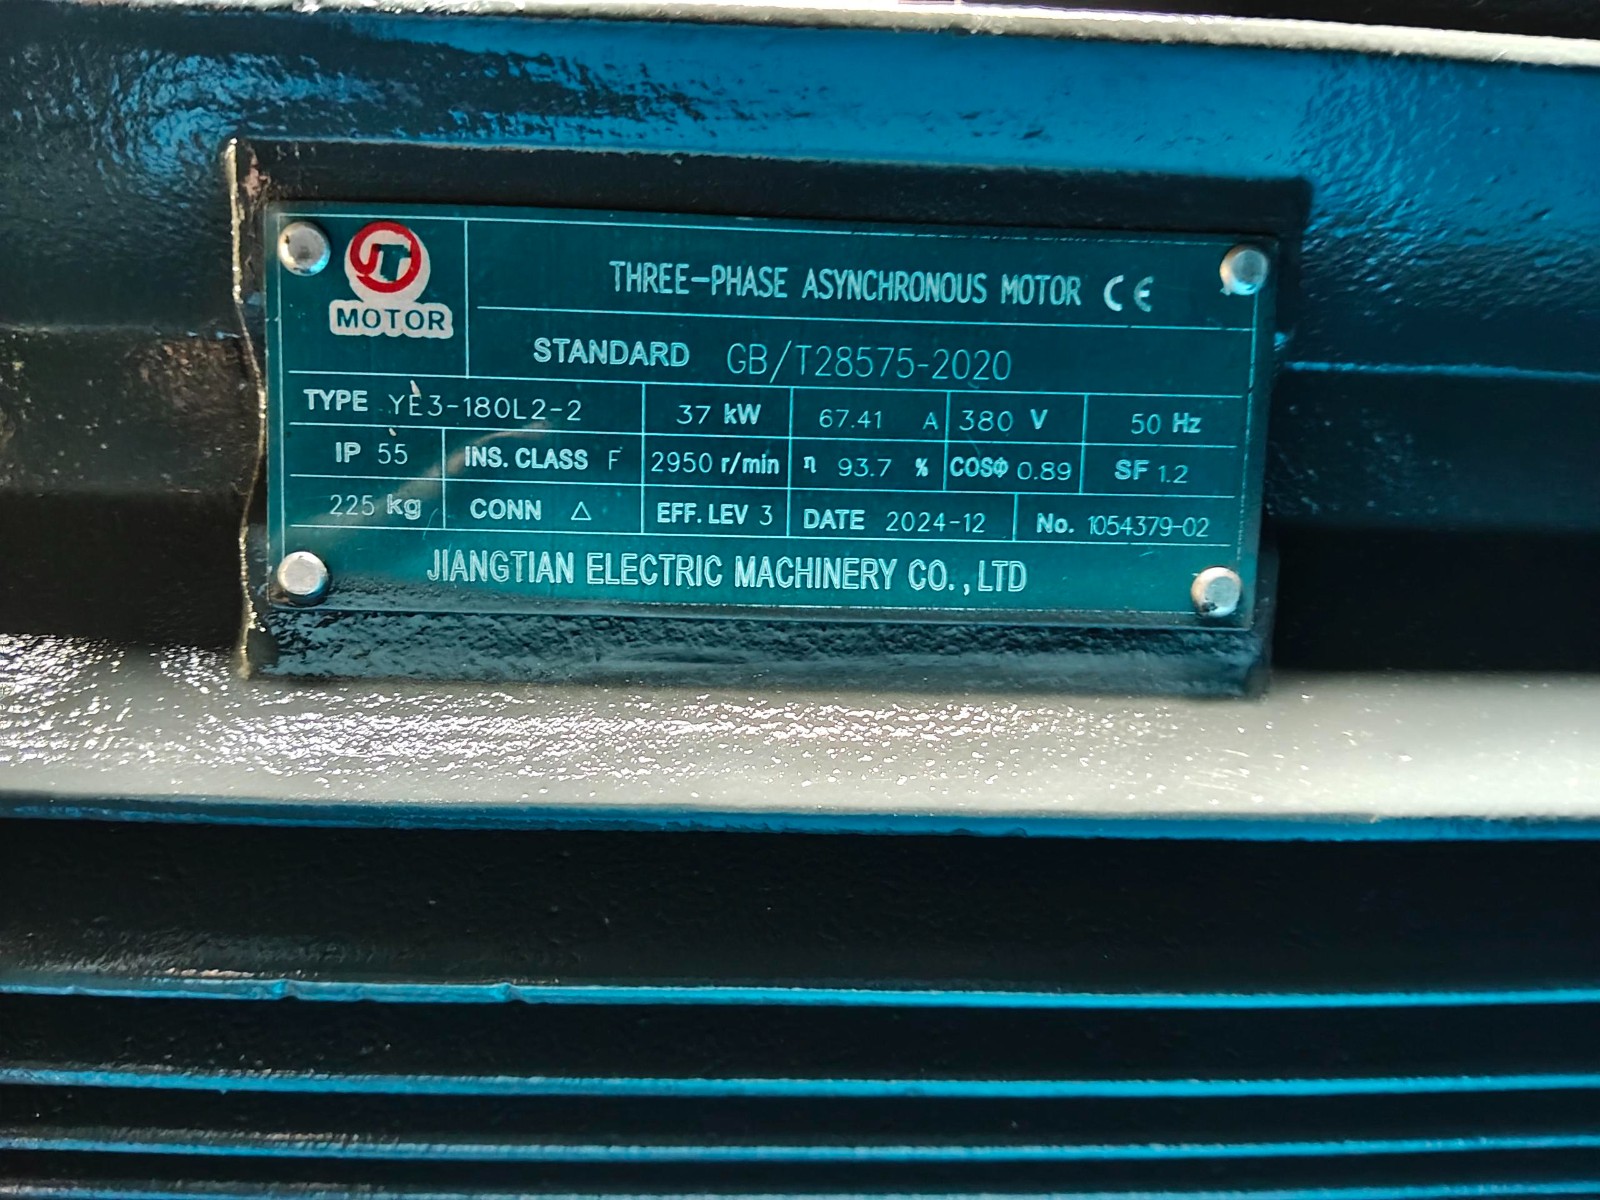 JT
MOTOR
THREE-PHASE ASYNCHRONOUS MOTOR CE
STANDARD GB/T28575-2020
TYPE YE3-180L2-2 37 kW 67.41 A 380 V 50 Hz
IP 55 INS. CLASS F 2950 r/min η 93.7 % COSΦ 0.89 SF 1.2
225 kg CONN △ EFF. LEV 3 DATE 2024-12 No. 1054379-02
JIANGTIAN ELECTRIC MACHINERY CO.,LTD